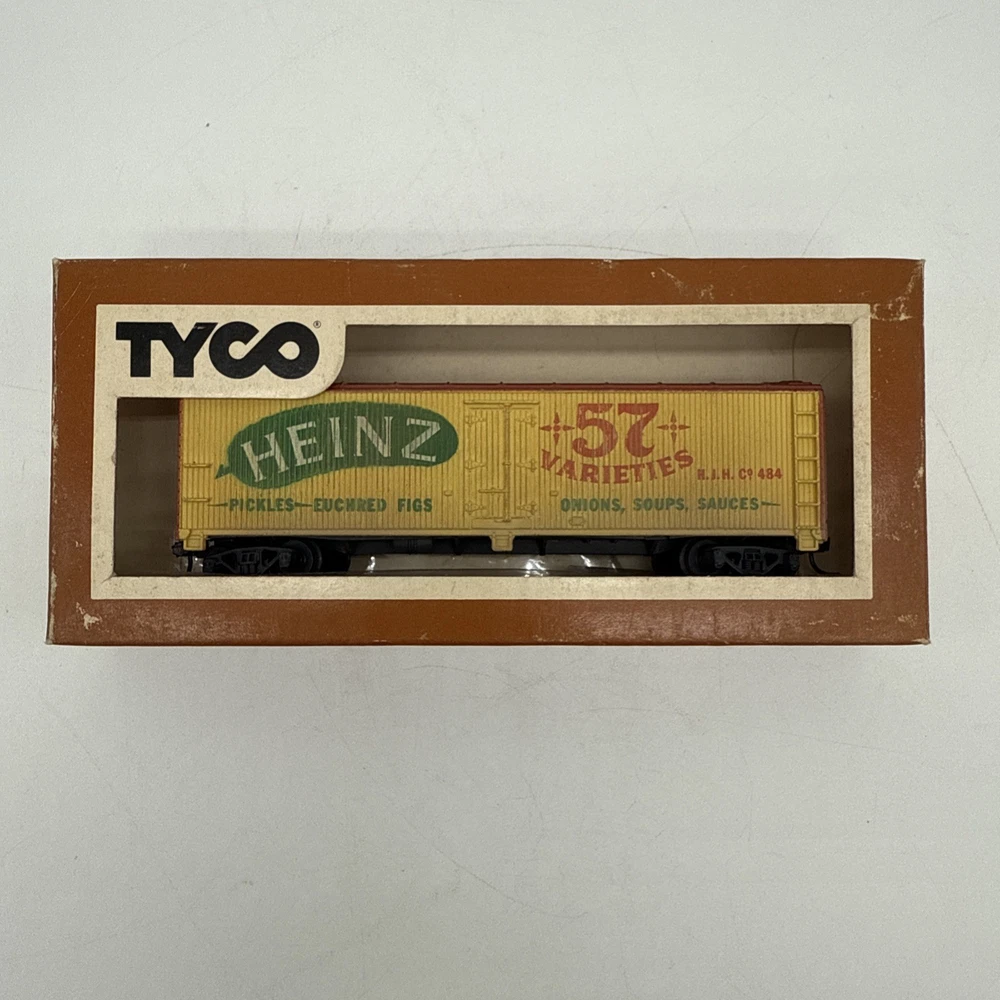 TYCO®
HEINZ
PICKLES—EUCHRED FIGS
57
VARIETIES
H.J.H. Cº 484
ONIONS, SOUPS, SAUCES